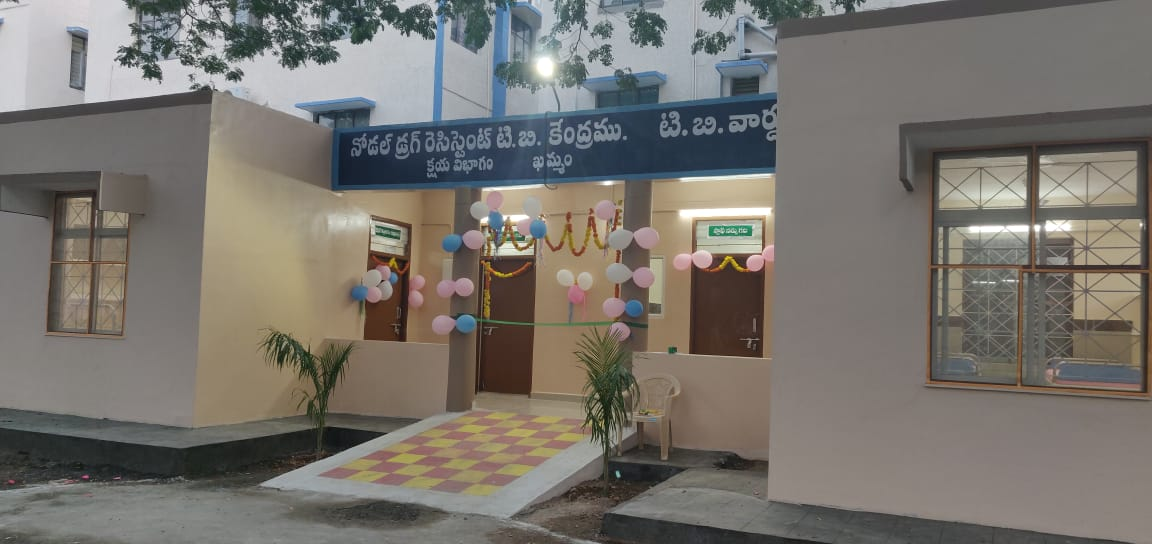 నోడల్ డ్రగ్ రెసిస్టెంట్ టి.బి. కేంద్రము. టి.బి. వార్డు
క్షయ విభాగం ఖమ్మం